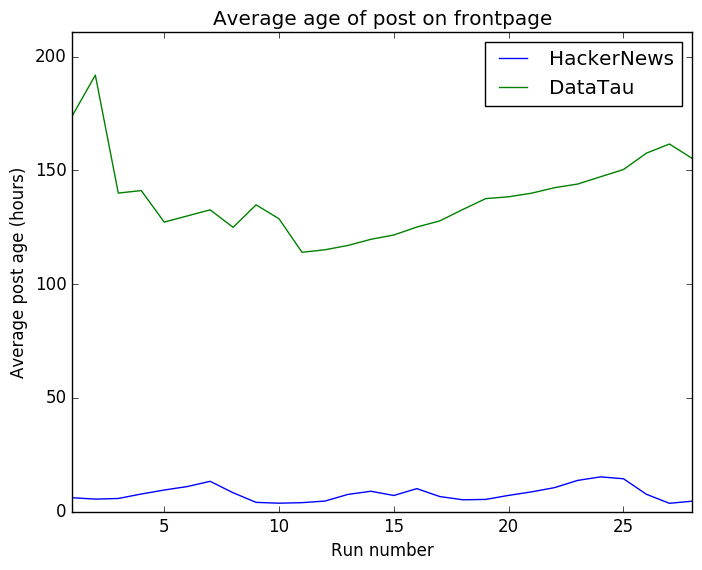 Average age of post on frontpage
HackerNews
DataTau
Average post age (hours)
200
150
100
50
0
5 10 15 20 25
Run number